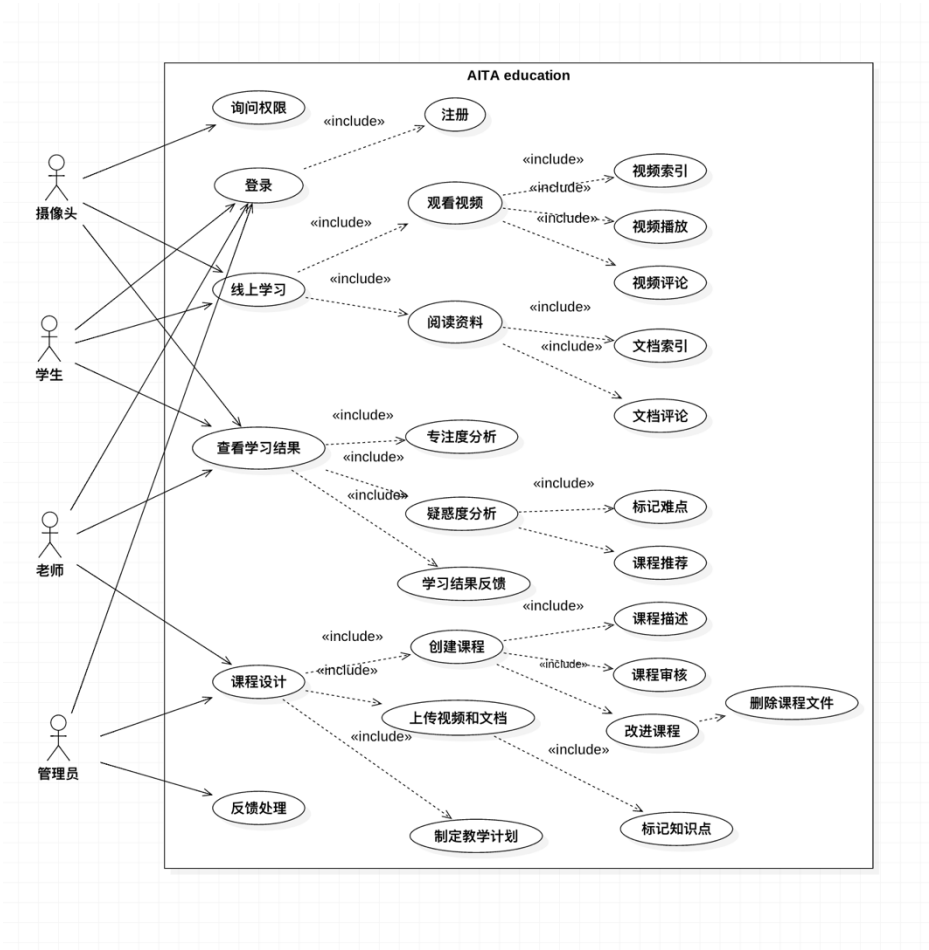 AITA education
询问权限
«include»
注册
摄像头
登录
«include»
视频索引
«include»
观看视频
«include»
视频播放
«include»
线上学习
«include»
视频评论
学生
阅读资料
«include»
文档索引
«include»
文档评论
查看学习结果
«include»
专注度分析
«include»
«include»
疑惑度分析
«include»
标记难点
老师
课程推荐
学习结果反馈
«include»
课程描述
«include»
创建课程
«include»
课程审核
课程设计
«include»
上传视频和文档
改进课程
删除课程文件
管理员
«include»
«include»
反馈处理
制定教学计划
标记知识点